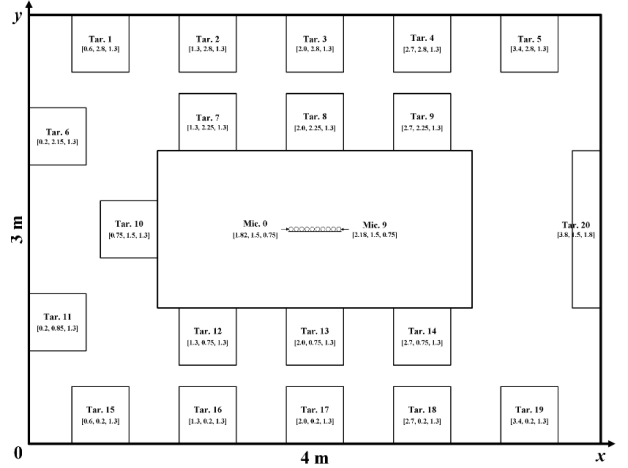 y
Tar. 1
[0.6, 2.8, 1.3]
Tar. 2
[1.3, 2.8, 1.3]
Tar. 3
[2.0, 2.8, 1.3]
Tar. 4
[2.7, 2.8, 1.3]
Tar. 5
[3.4, 2.8, 1.3]
Tar. 6
[0.2, 2.15, 1.3]
Tar. 7
[1.3, 2.25, 1.3]
Tar. 8
[2.0, 2.25, 1.3]
Tar. 9
[2.7, 2.25, 1.3]
3 m
Tar. 10
[0.75, 1.5, 1.3]
Mic. 0
[1.82, 1.5, 0.75]
Mic. 9
[2.18, 1.5, 0.75]
Tar. 20
[3.8, 1.5, 1.8]
Tar. 11
[0.2, 0.85, 1.3]
Tar. 12
[1.3, 0.75, 1.3]
Tar. 13
[2.0, 0.75, 1.3]
Tar. 14
[2.7, 0.75, 1.3]
Tar. 15
[0.6, 0.2, 1.3]
Tar. 16
[1.3, 0.2, 1.3]
Tar. 17
[2.0, 0.2, 1.3]
Tar. 18
[2.7, 0.2, 1.3]
Tar. 19
[3.4, 0.2, 1.3]
0
4 m
x